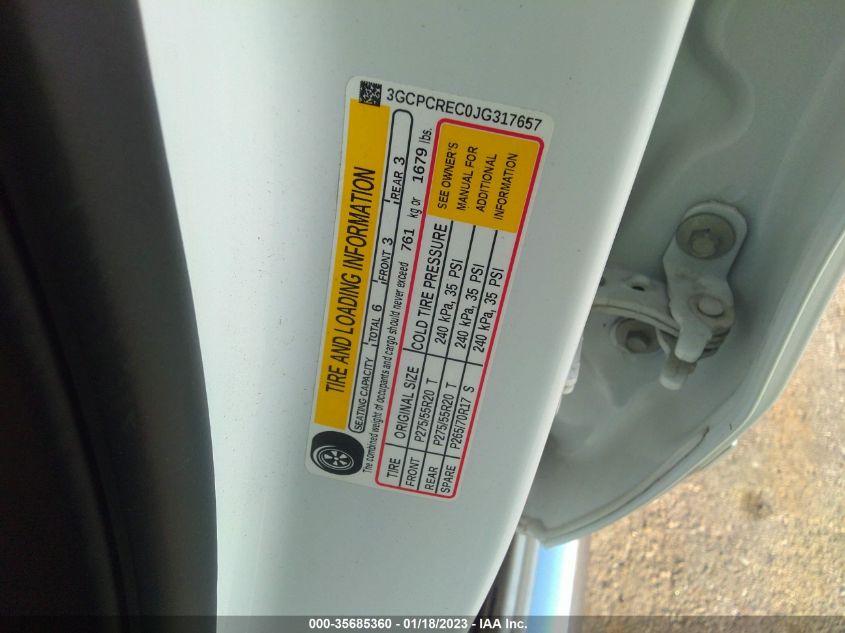 3GCPCREC0JG317657
TIRE AND LOADING INFORMATION
SEATING CAPACITY TOTAL 6 FRONT 3 REAR 3
The combined weight of occupants and cargo should never exceed 761 kg or 1679 lbs.
TIRE ORIGINAL SIZE COLD TIRE PRESSURE
FRONT P275/55R20 T 240 kPa, 35 PSI
REAR P275/55R20 T 240 kPa, 35 PSI
SPARE P265/70R17 S 240 kPa, 35 PSI
SEE OWNER'S
MANUAL FOR
ADDITIONAL
INFORMATION
000-35685360 - 01/18/2023 - IAA Inc.